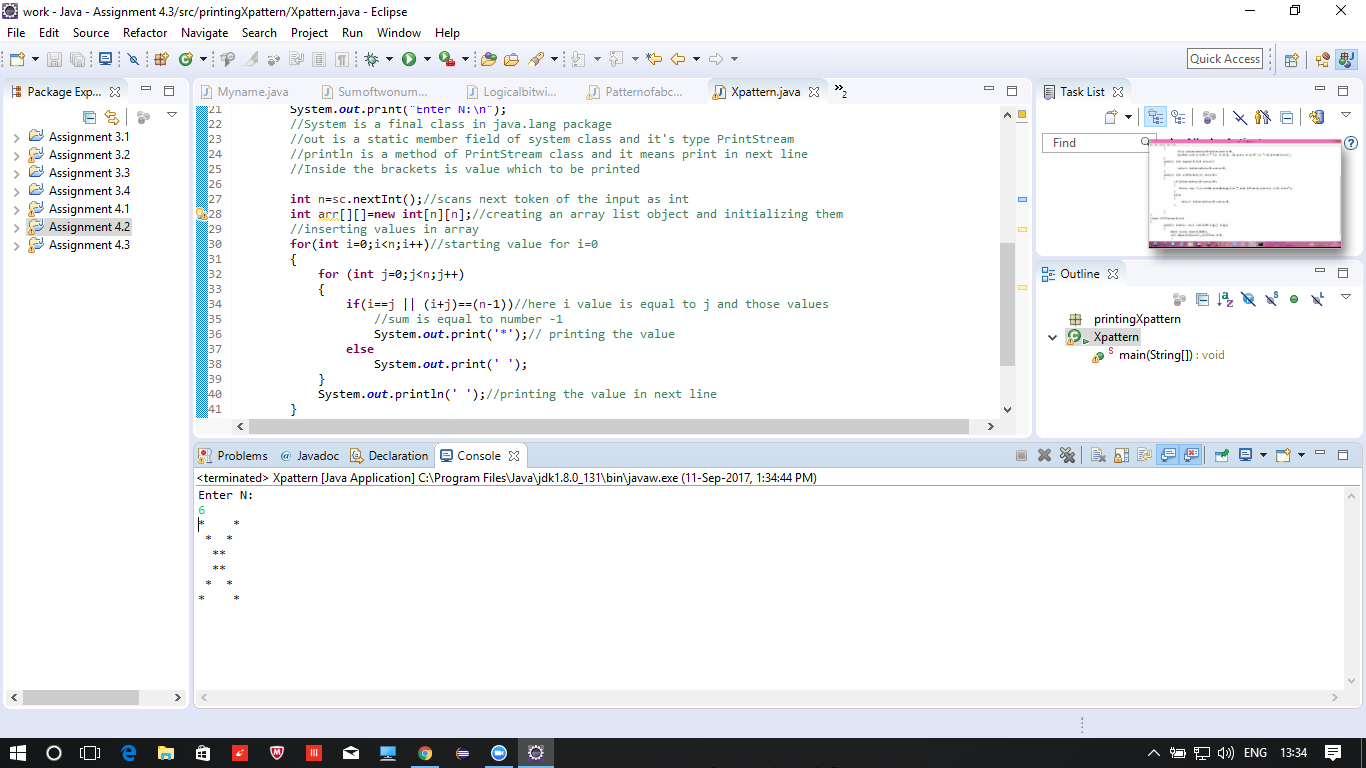 work - Java - Assignment 4.3/src/printingXpattern/Xpattern.java - Eclipse
File Edit Source Refactor Navigate Search Project Run Window Help
Quick Access
Package Exp...
Assignment 3.1
Assignment 3.2
Assignment 3.3
Assignment 3.4
Assignment 4.1
Assignment 4.2
Assignment 4.3
Myname.java Sumoftwonum... Logicalbitwi... Patternofabc... Xpattern.java »2
21 System.out.print("Enter N:\n");
22 //System is a final class in java.lang package
23 //out is a static member field of system class and it's type PrintStream
24 //println is a method of PrintStream class and it means print in next line
25 //Inside the brackets is value which to be printed
26
27 int n=sc.nextInt();//scans next token of the input as int
28 int arr[][]=new int[n][n];//creating an array list object and initializing them
29 //inserting values in array
30 for(int i=0;i<n;i++)//starting value for i=0
31 {
32 for (int j=0;j<n;j++)
33 {
34 if(i==j || (i+j)==(n-1))//here i value is equal to j and those values
35 //sum is equal to number -1
36 System.out.print('*');// printing the value
37 else
38 System.out.print(' ');
39 }
40 System.out.println(' ');//printing the value in next line
41 }
Task List
Find
Outline
printingXpattern
Xpattern
main(String[]) : void
Problems @ Javadoc Declaration Console
<terminated> Xpattern [Java Application] C:\Program Files\Java\jdk1.8.0_131\bin\javaw.exe (11-Sep-2017, 1:34:44 PM)
Enter N:
6
*    *
 *  *
  **
  **
 *  *
*    *
ENG 13:34